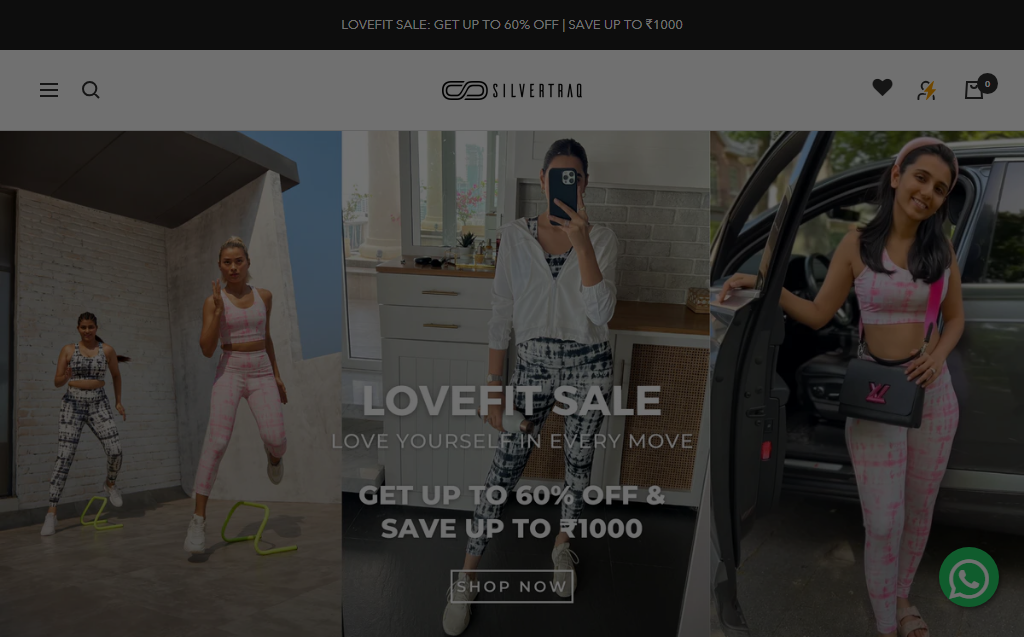 LOVEFIT SALE: GET UP TO 60% OFF | SAVE UP TO ₹1000
SILVERTRAQ
0
LOVEFIT SALE
LOVE YOURSELF IN EVERY MOVE
GET UP TO 60% OFF &
SAVE UP TO ₹1000
SHOP NOW